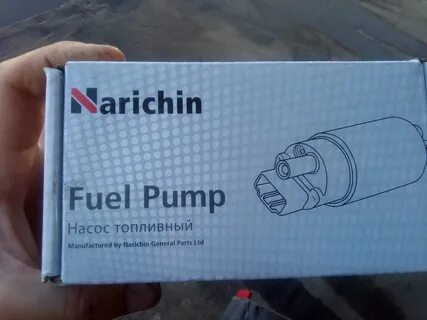 Narichin
Fuel Pump
Насос топливный
Manufactured by Narichin General Parts Ltd